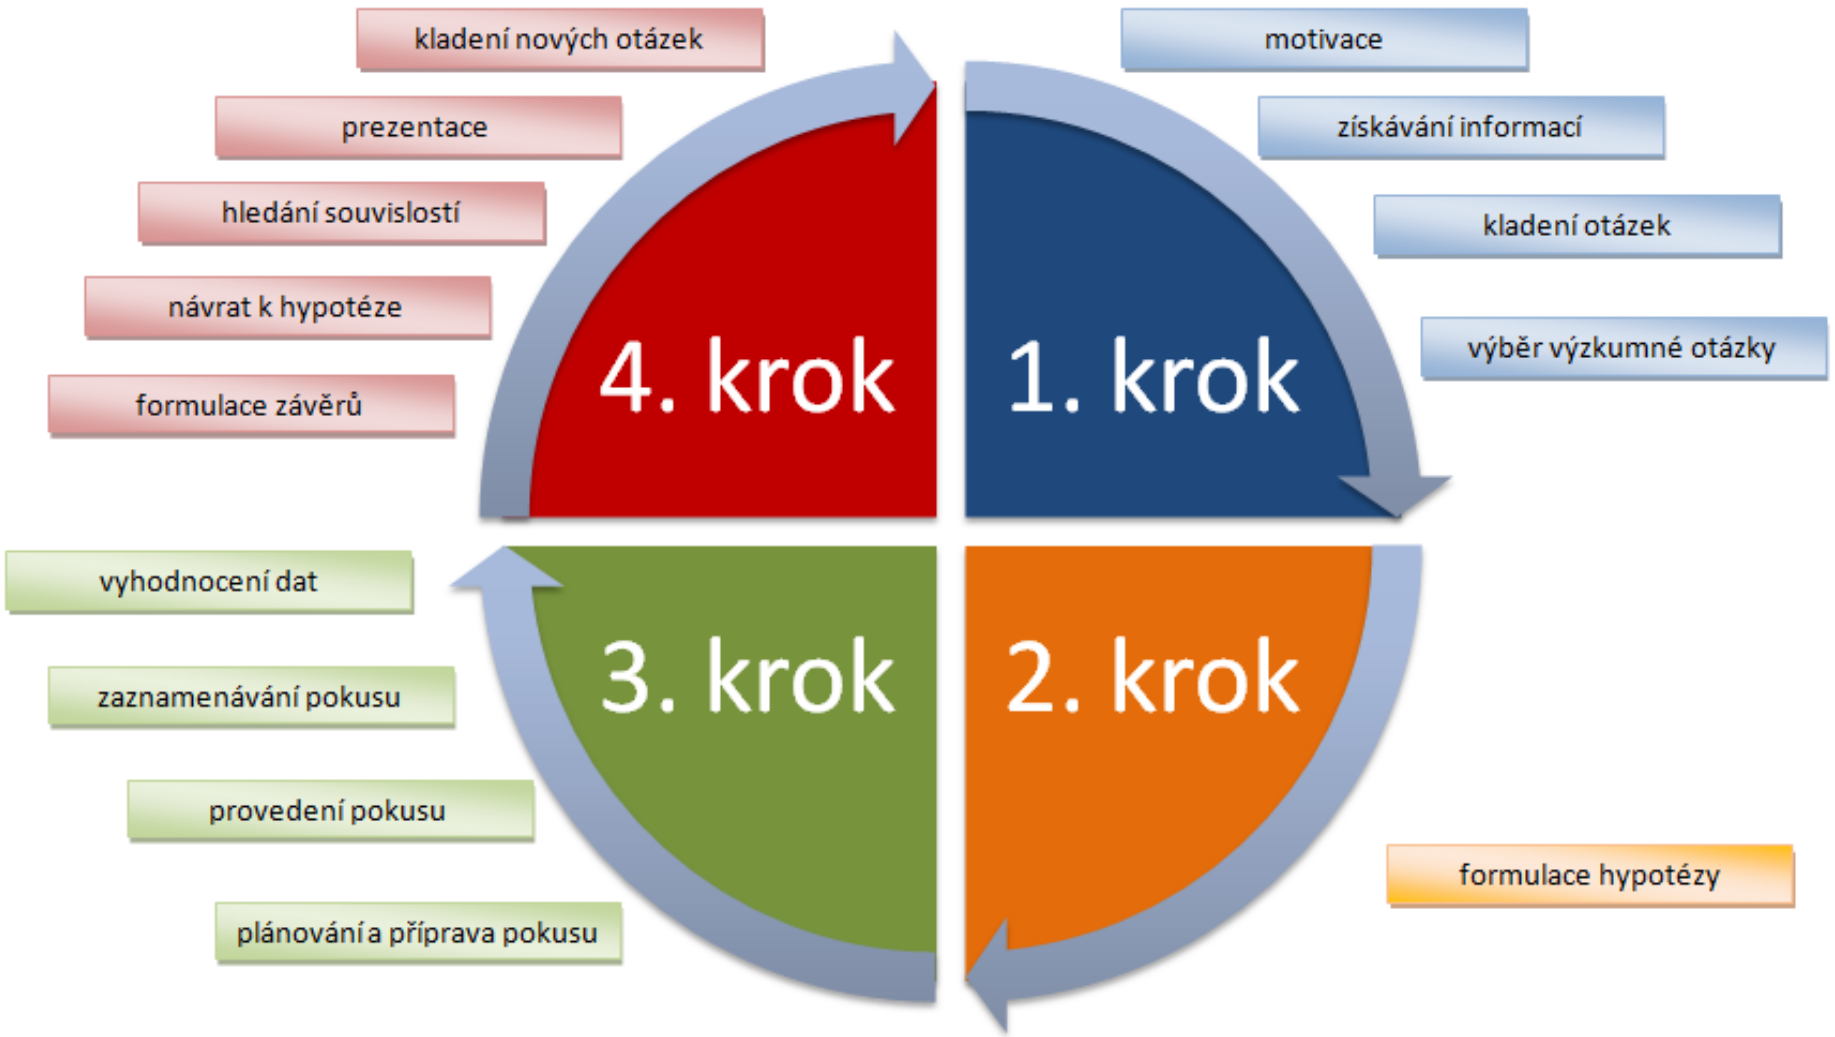 kladení nových otázek
prezentace
hledání souvislostí
návrat k hypotéze
formulace závěrů
4. krok
motivace
získávání informací
kladení otázek
výběr výzkumné otázky
1. krok
vyhodnocení dat
zaznamenávání pokusu
provedení pokusu
plánování a příprava pokusu
3. krok
2. krok
formulace hypotézy